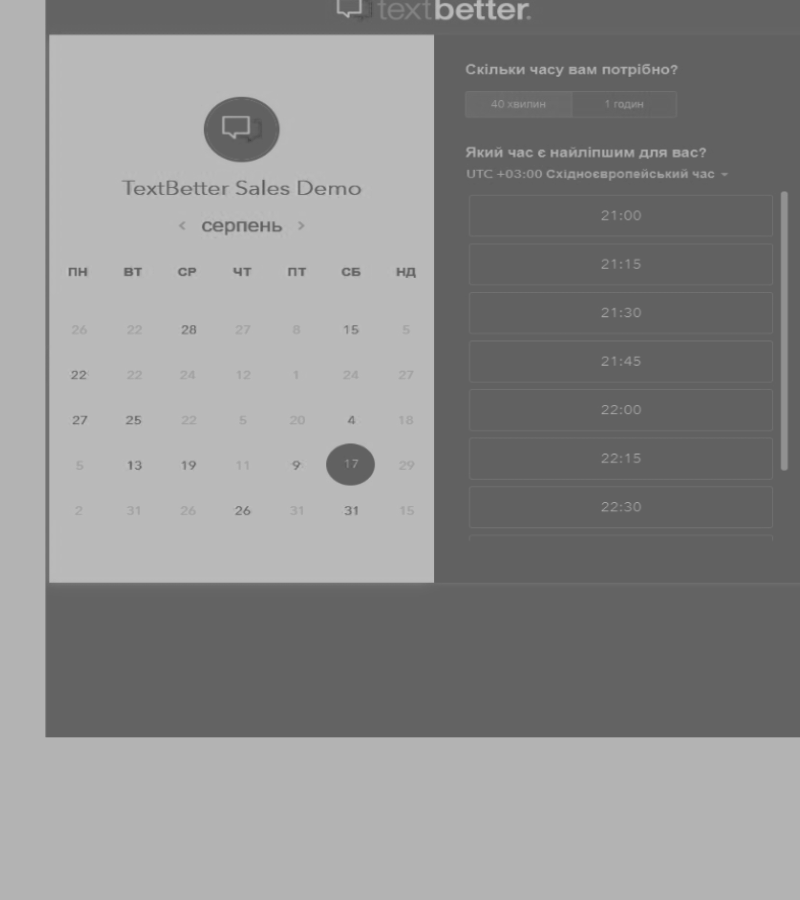 textbetter.
TextBetter Sales Demo
серпень
ПН ВТ СР ЧТ ПТ СБ НД
26 22 28 27 8 15 5
22 22 24 12 1 24 27
27 25 22 5 20 4 18
5 13 19 11 9 17 29
2 31 26 26 31 31 15
Скільки часу вам потрібно?
40 хвилин 1 годин
Який час є найліпшим для вас?
UTC +03:00 Східноєвропейський час
21:00
21:15
21:30
21:45
22:00
22:15
22:30